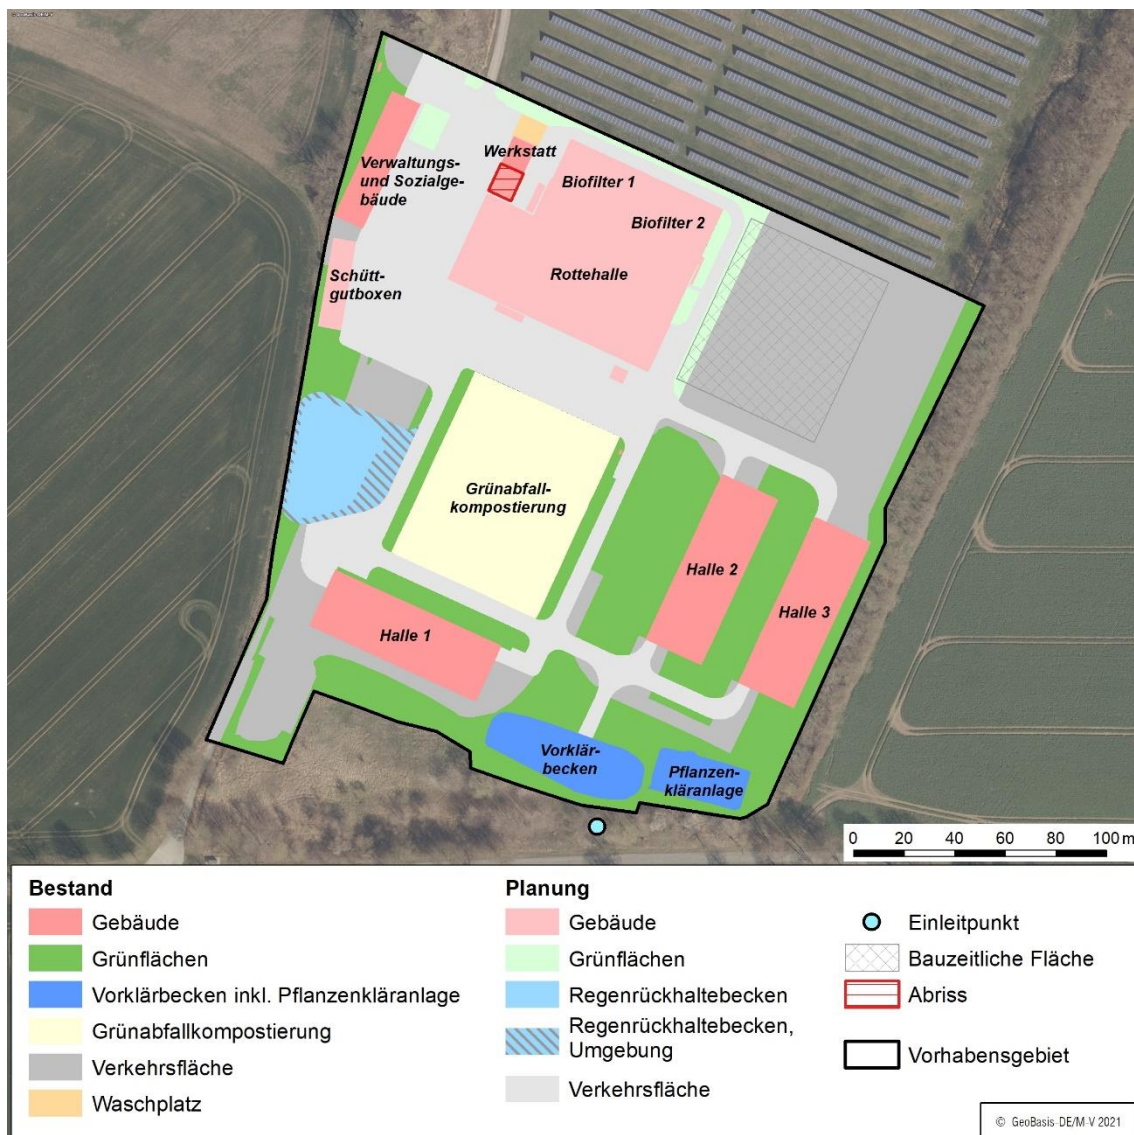 © GeoBasis-DE/M-V
Werkstatt
Verwaltungs-
und Sozialge-
bäude
Biofilter 1
Biofilter 2
Rottehalle
Schütt-
gutboxen
Grünabfall-
kompostierung
Halle 2
Halle 3
Halle 1
Vorklär-
becken
Pflanzen-
kläranlage
0 20 40 60 80 100 m
Bestand
Gebäude
Grünflächen
Vorklärbecken inkl. Pflanzenkläranlage
Grünabfallkompostierung
Verkehrsfläche
Waschplatz
Planung
Gebäude
Grünflächen
Regenrückhaltebecken
Regenrückhaltebecken,
Umgebung
Verkehrsfläche
Einleitpunkt
Bauzeitliche Fläche
Abriss
Vorhabensgebiet
© GeoBasis-DE/M-V 2021